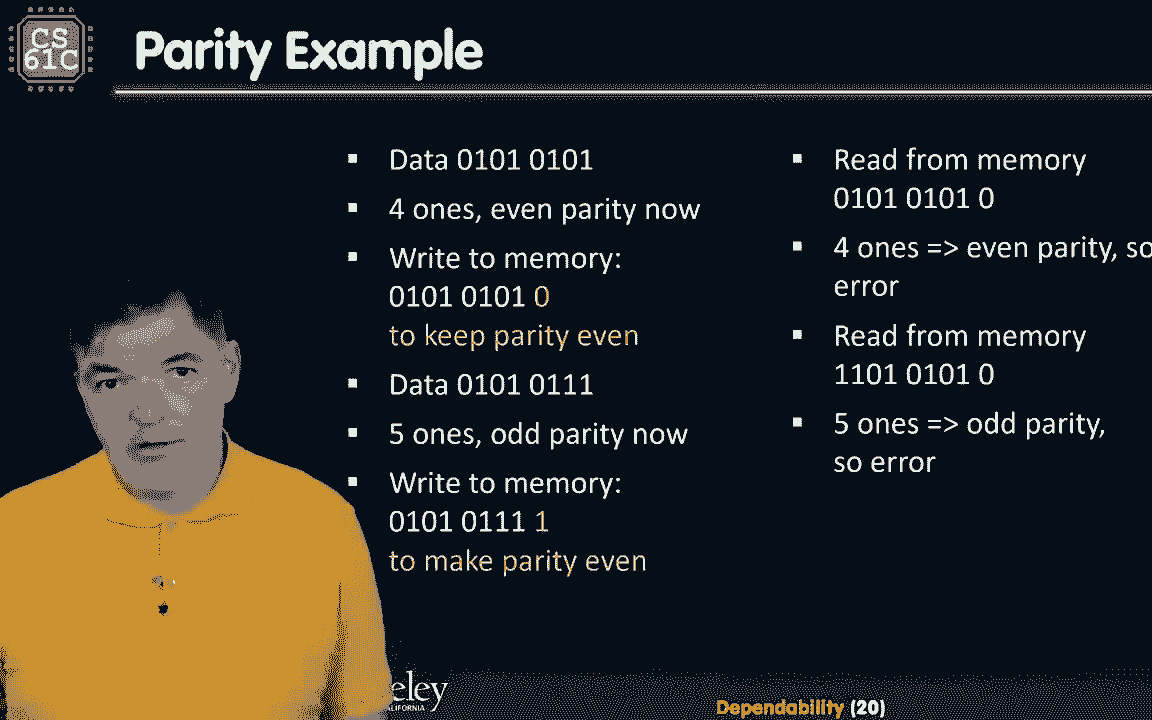 CS
61C
Parity Example
Data 0101 0101
4 ones, even parity now
Write to memory:
0101 0101 0
to keep parity even
Data 0101 0111
5 ones, odd parity now
Write to memory:
0101 0111 1
to make parity even
Read from memory
0101 0101 0
4 ones => even parity, so
error
Read from memory
1101 0101 0
5 ones => odd parity,
so error
eley
CALIFORNIA
Dependability (20)